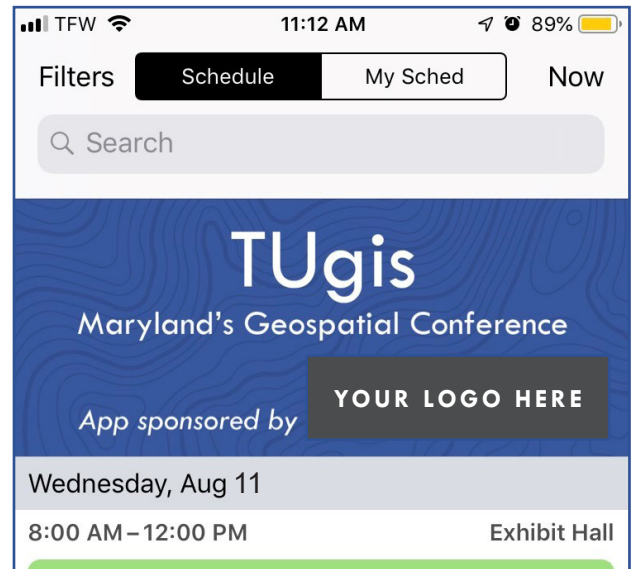 TFW 11:12 AM 89%
Filters Schedule My Sched Now
Search
TUgis
Maryland's Geospatial Conference
YOUR LOGO HERE
App sponsored by
Wednesday, Aug 11
8:00 AM – 12:00 PM Exhibit Hall